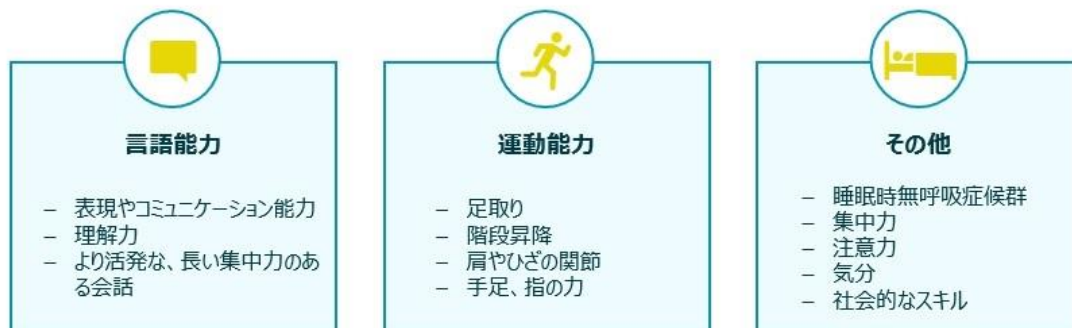 言語能力
– 表現やコミュニケーション能力
– 理解力
– より活発な、長い集中力のあ
る会話
運動能力
– 足取り
– 階段昇降
– 肩やひざの関節
– 手足、指の力
その他
– 睡眠時無呼吸症候群
– 集中力
– 注意力
– 気分
– 社会的なスキル